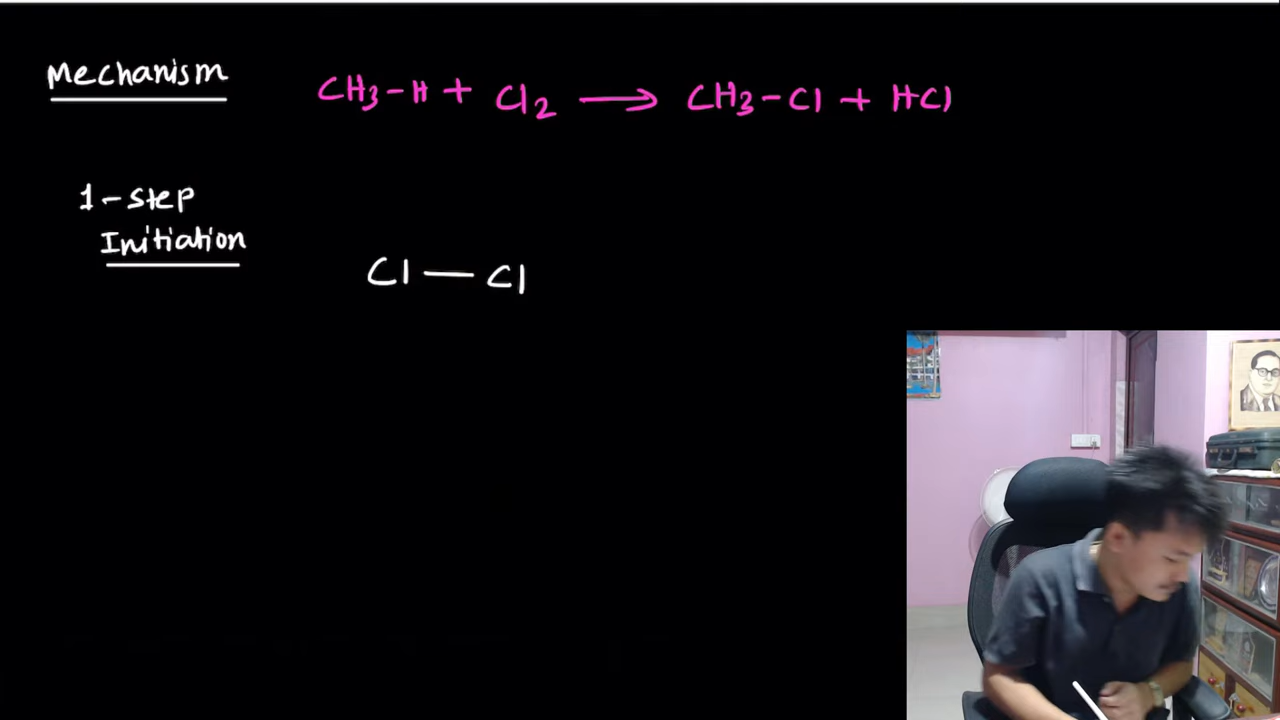 Mechanism
CH3-H + Cl2 ⟶ CH3-Cl + HCl
1-step
Initiation
Cl — Cl